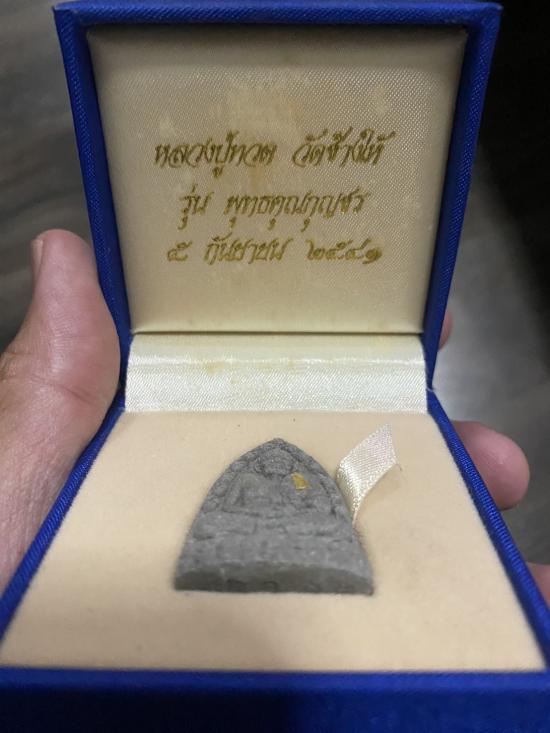 หลวงปู่ทวด วัดช้างให้
รุ่น พุทธคุณกุญชร
๕ กันยายน ๒๕๔๑